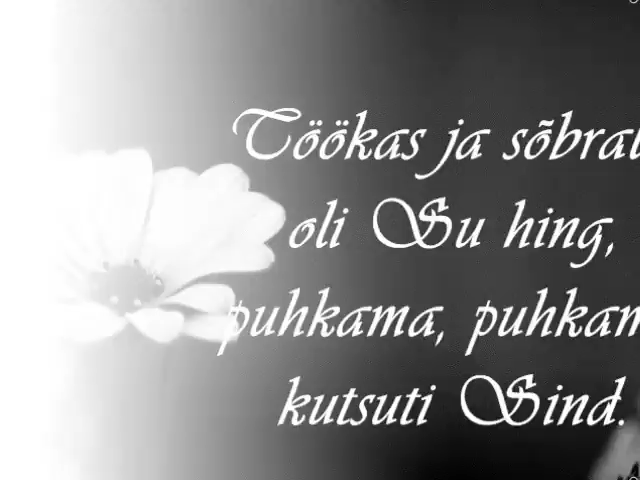 Töökas ja sõbral
oli Su hing,
puhkama, puhkam
kutsuti Sind.